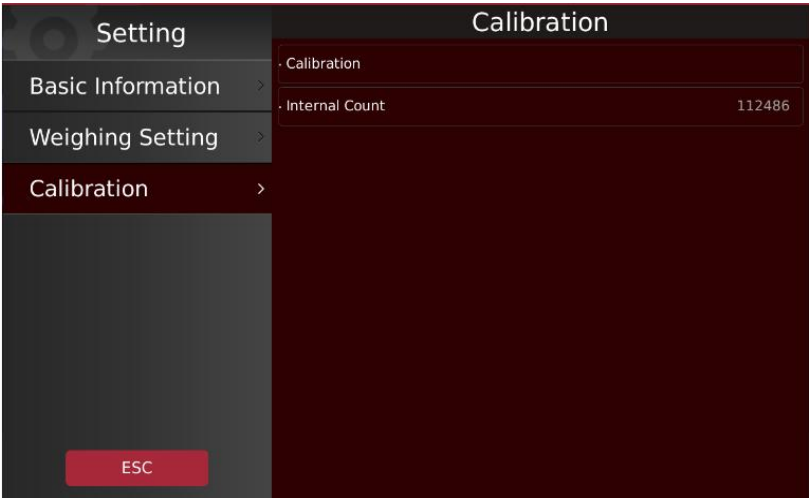 Setting
Basic Information
Weighing Setting
Calibration
ESC
Calibration
· Calibration
· Internal Count 112486